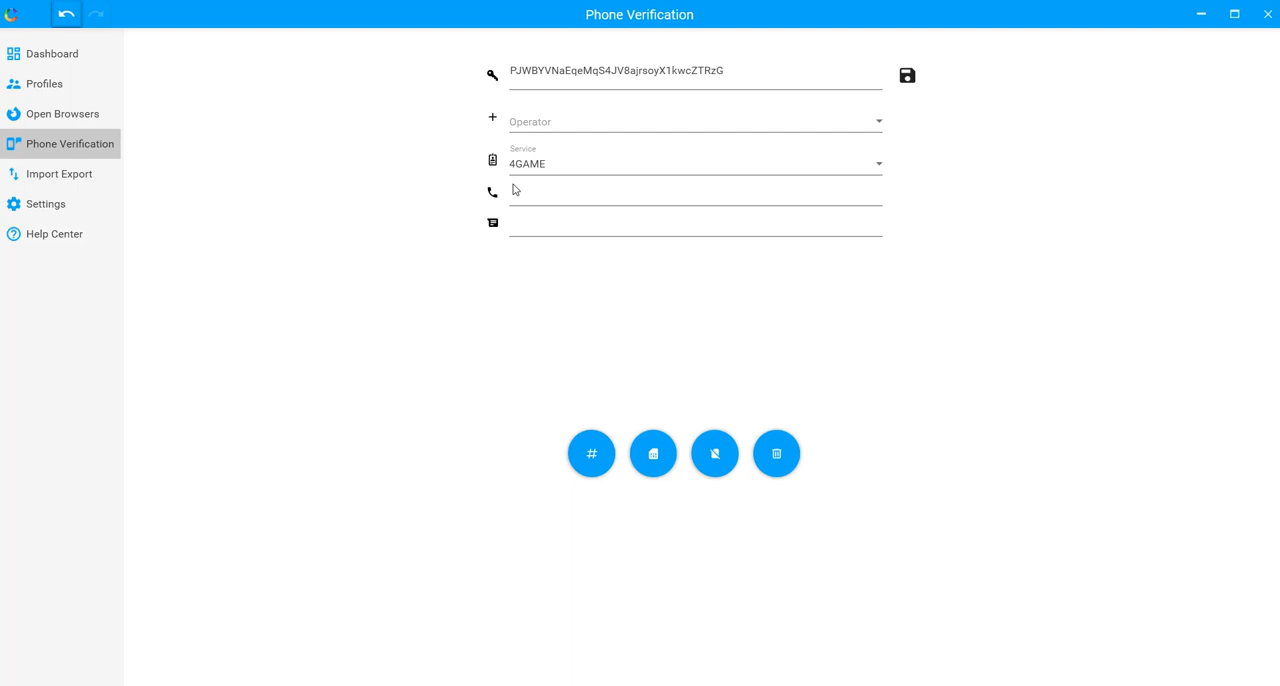 Phone Verification
Dashboard
Profiles
Open Browsers
Phone Verification
Import Export
Settings
Help Center
PJWBYVNaEqeMqS4JV8ajrsoyX1kwcZTRzG
Operator
Service
4GAME